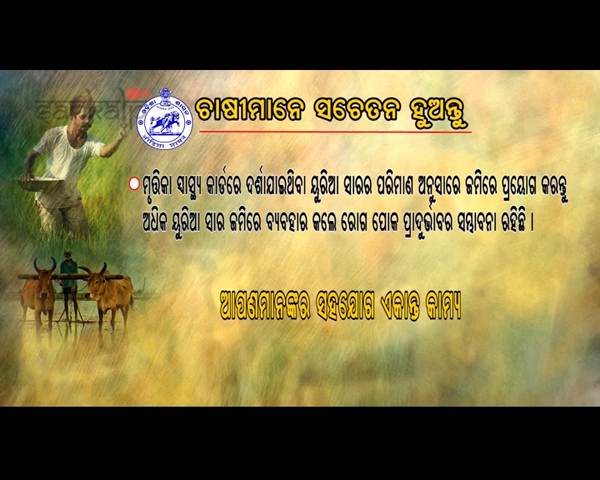 ଚାଷୀମାନେ ସଚେତନ ହୁଅନ୍ତୁ
ମୃତ୍ତିକା ସ୍ୱାସ୍ଥ୍ୟ କାର୍ଡରେ ଦର୍ଶାଯାଇଥିବା ୟୁରିଆ ସାରର ପରିମାଣ ଅନୁସାରେ ଜମିରେ ପ୍ରୟୋଗ କରନ୍ତୁ
ଅଧିକ ୟୁରିଆ ସାର ଜମିରେ ବ୍ୟବହାର କଲେ ରୋଗ ପୋକ ପ୍ରାଦୁର୍ଭାବର ସମ୍ଭାବନା ରହିଛି ।
ଆପଣମାନଙ୍କର ସହଯୋଗ ଏକାନ୍ତ କାମ୍ୟ